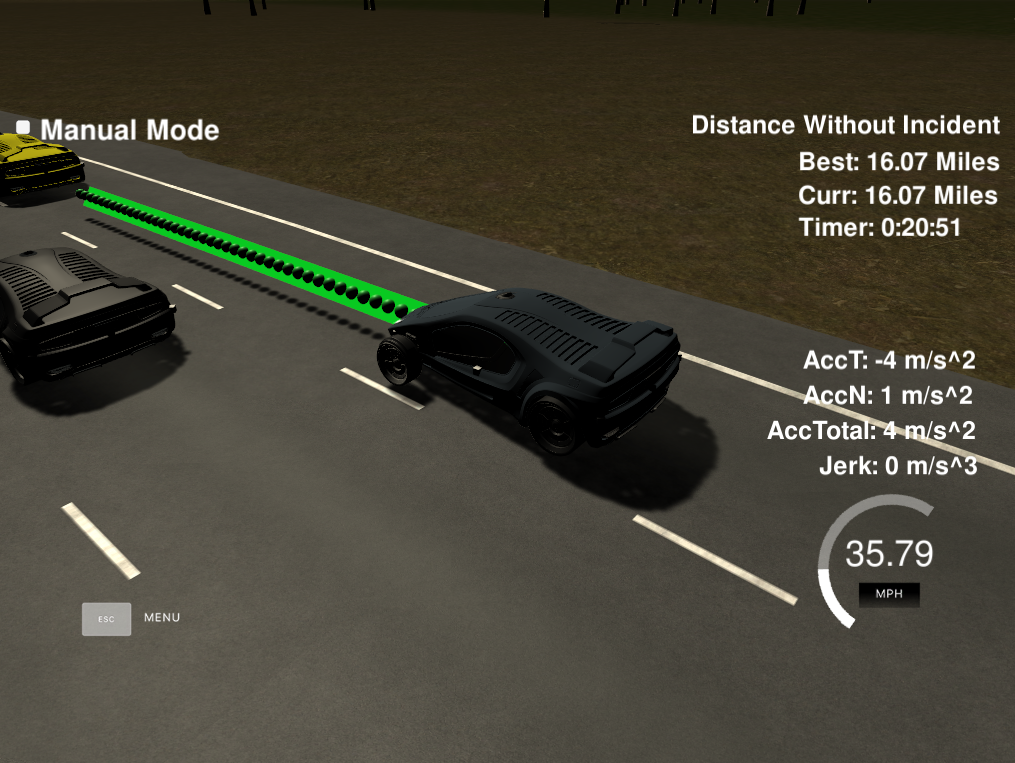 Manual Mode
Distance Without Incident
Best: 16.07 Miles
Curr: 16.07 Miles
Timer: 0:20:51
AccT: -4 m/s^2
AccN: 1 m/s^2
AccTotal: 4 m/s^2
Jerk: 0 m/s^3
35.79
MPH
ESC MENU